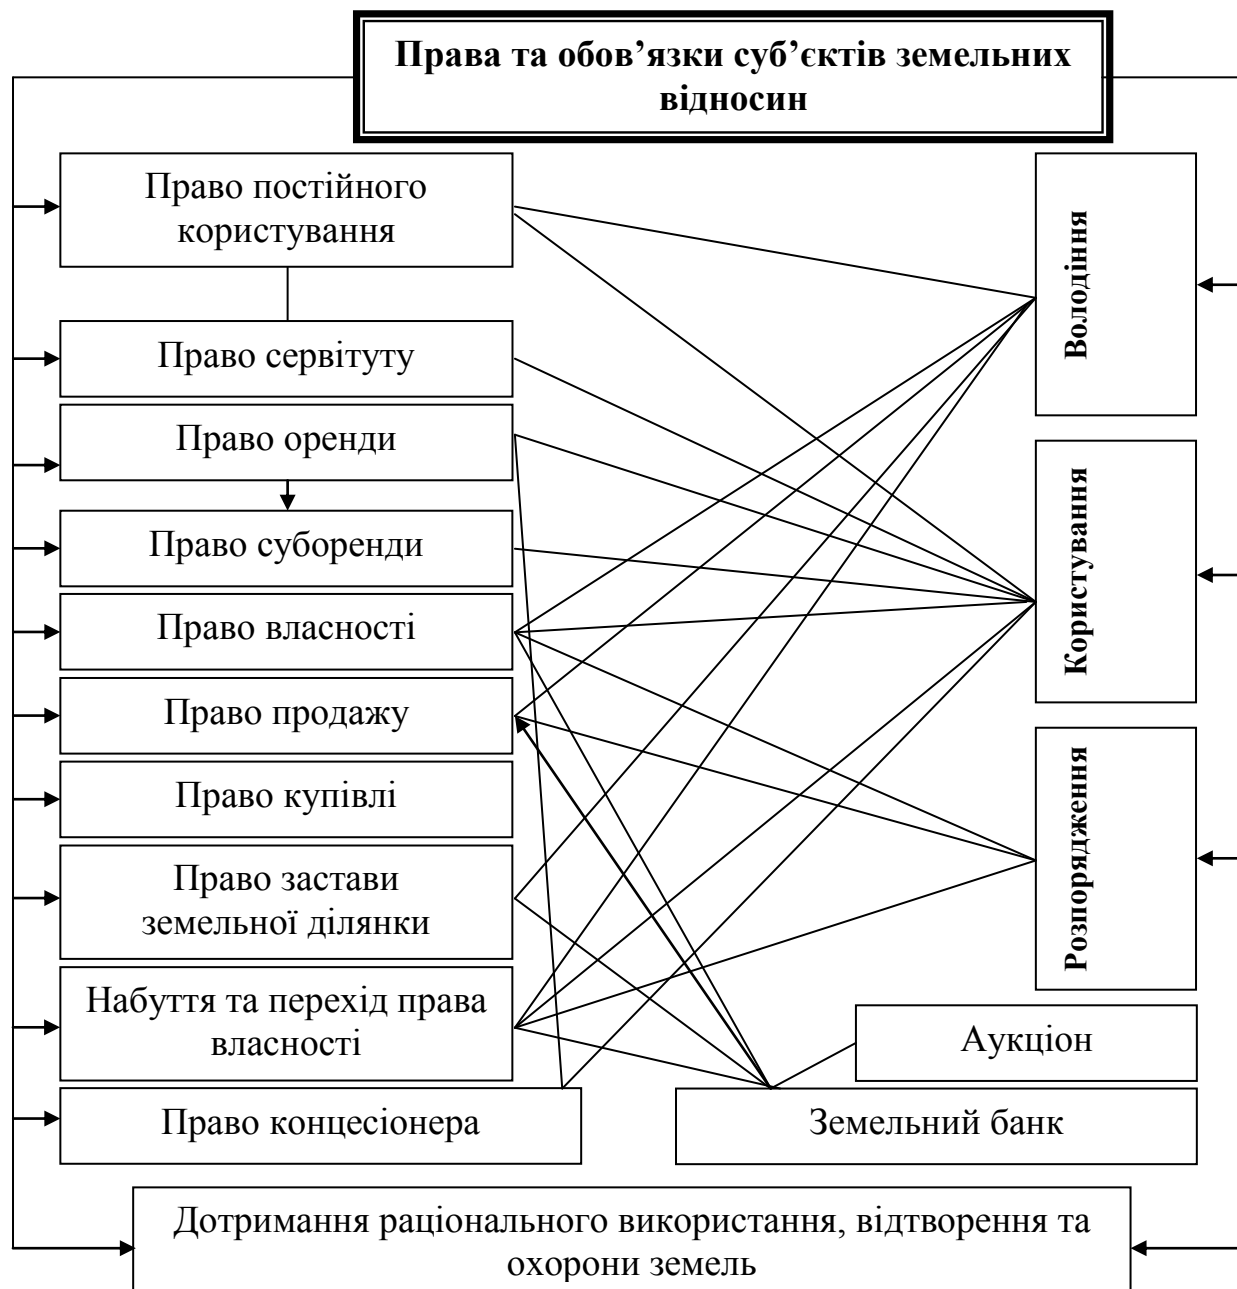 Права та обов’язки суб’єктів земельних
відносин
Право постійного
користування
Право сервітуту
Право оренди
Право суборенди
Право власності
Право продажу
Право купівлі
Право застави
земельної ділянки
Набуття та перехід права
власності
Право концесіонера
Володіння
Користування
Розпорядження
Аукціон
Земельний банк
Дотримання раціонального використання, відтворення та
охорони земель